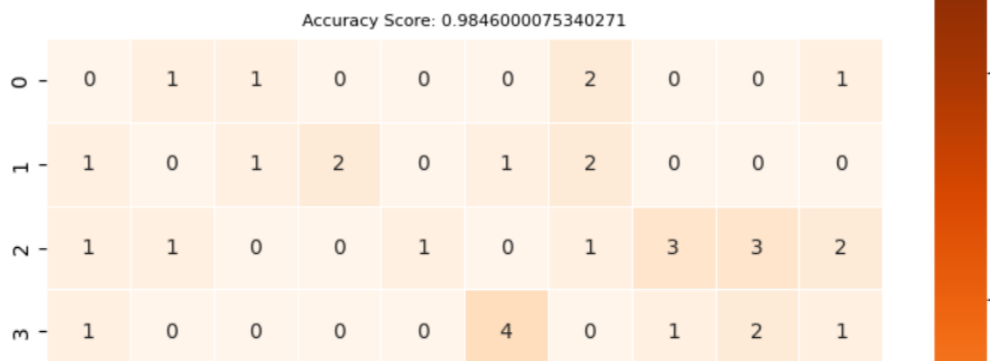 Accuracy Score: 0.9846000075340271
0 0 1 1 0 0 0 2 0 0 1
1 1 0 1 2 0 1 2 0 0 0
2 1 1 0 0 1 0 1 3 3 2
3 1 0 0 0 0 4 0 1 2 1